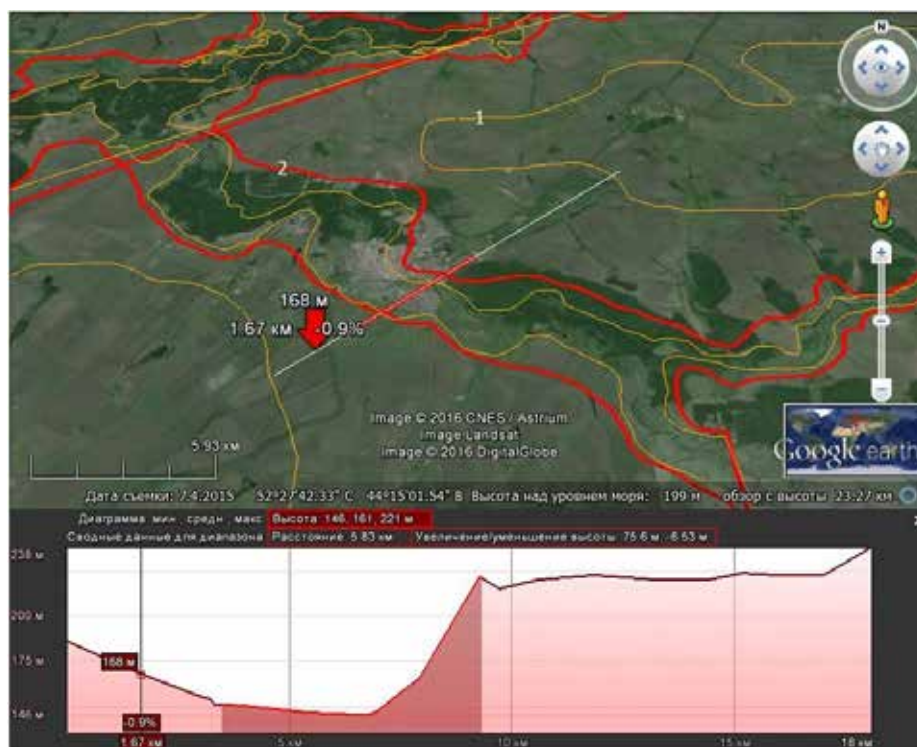 N
1
2
168 м
1.67 км -0.9%
Image © 2016 CNES / Astrium
Image Landsat
Image © 2016 DigitalGlobe
5.93 км
Google earth
Дата съемки: 7.4.2015 52°27'42.33" С 44°15'01.54" В Высота над уровнем моря: 199 м обзор с высоты 23.27 км
Диаграмма мин., средн., макс. Высота: 146, 161, 221 м
Сводные данные для диапазона Расстояние: 5.83 км Увеличение/уменьшение высоты: 75.6 м, -6.53 м
238 м
200 м
175 м
146 м
168 м
-0.9%
1.67 км 5 км 10 км 15 км 18 км